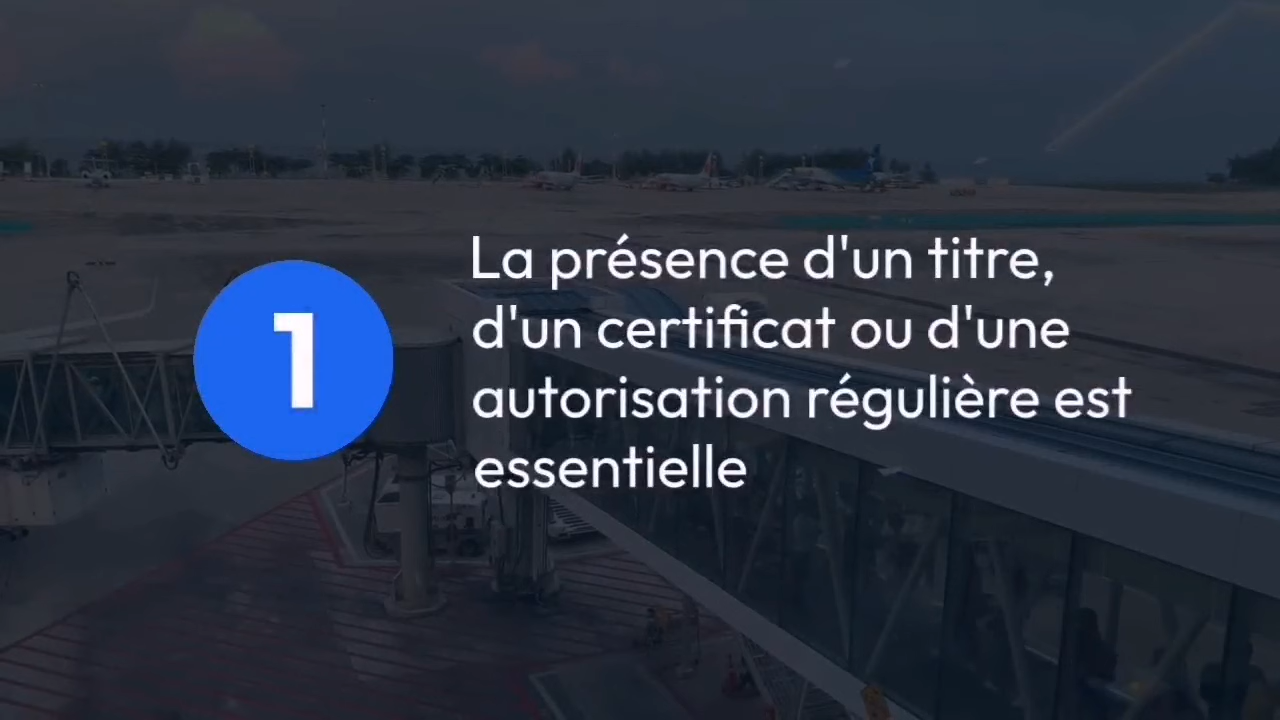 1
La présence d'un titre,
d'un certificat ou d'une
autorisation régulière est
essentielle